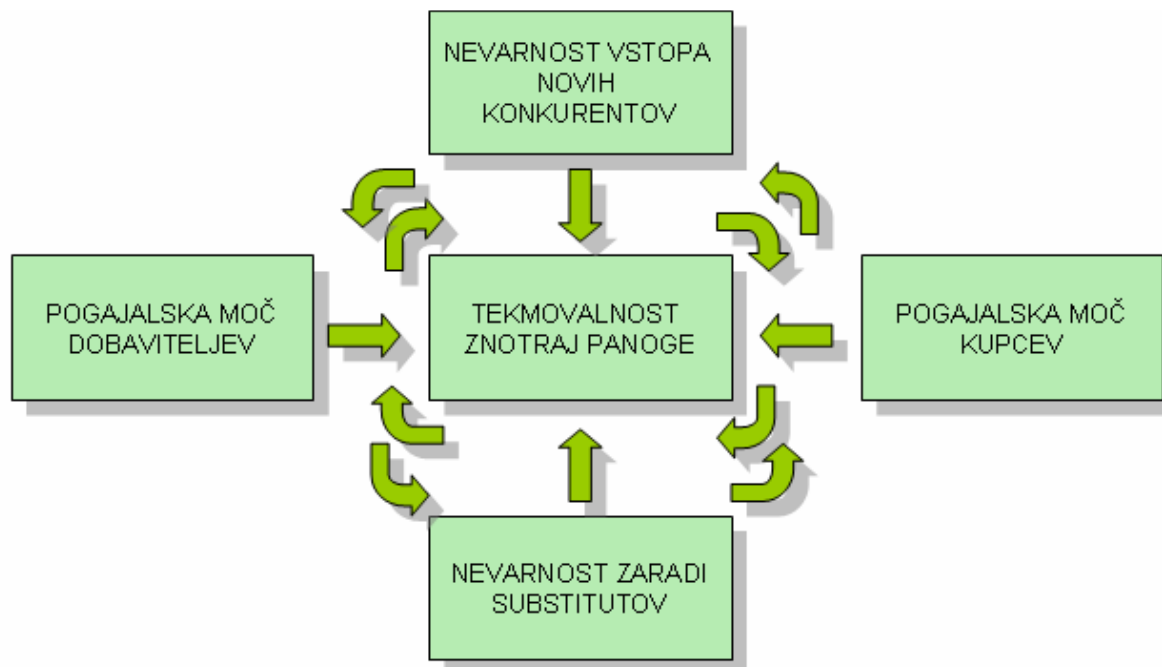 NEVARNOST VSTOPA
NOVIH
KONKURENTOV
POGAJALSKA MOČ
DOBAVITELJEV
TEKMOVALNOST
ZNOTRAJ PANOGE
POGAJALSKA MOČ
KUPCEV
NEVARNOST ZARADI
SUBSTITUTOV